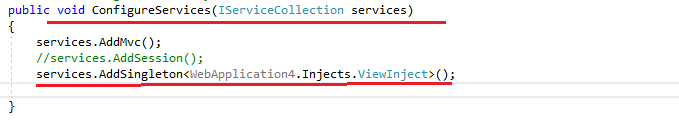 public void ConfigureServices(IServiceCollection services)
{
services.AddMvc();
//services.AddSession();
services.AddSingleton<WebApplication4.Injects.ViewInject>();
}